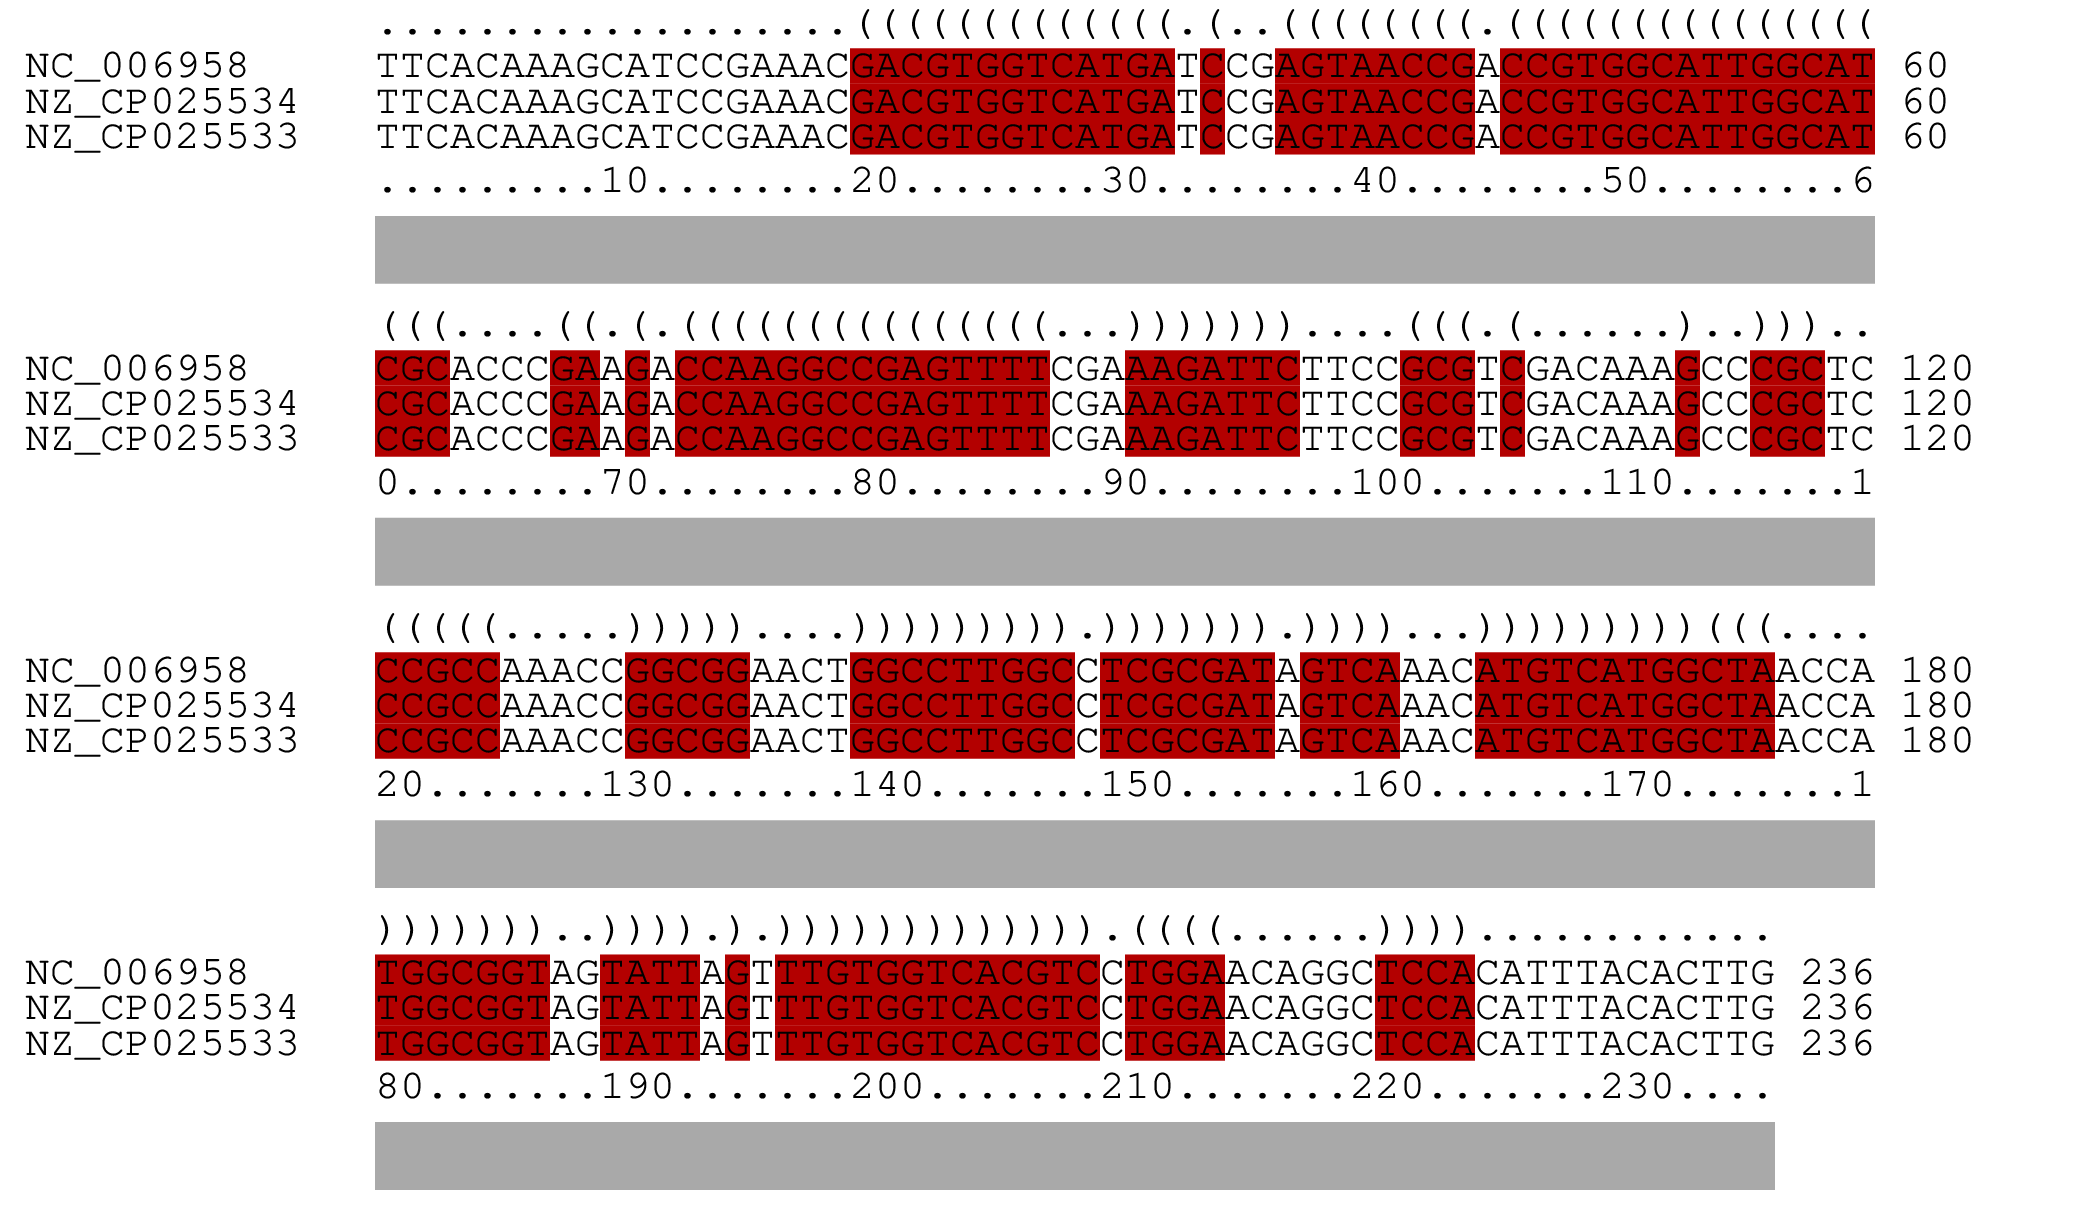 ...................(((((((((((((.(..((((((((.(((((((((((((((
NC_006958 TTCACAAAGCATCCGAAACGACGTGGTCATGATCCGAGTAACCGACCGTGGCATTGGCAT 60
NZ_CP025534 TTCACAAAGCATCCGAAACGACGTGGTCATGATCCGAGTAACCGACCGTGGCATTGGCAT 60
NZ_CP025533 TTCACAAAGCATCCGAAACGACGTGGTCATGATCCGAGTAACCGACCGTGGCATTGGCAT 60
.........10........20........30........40........50........6
(((....((.(.(((((((((((((((...)))))))....(((.(......)..)))..
NC_006958 CGCACCCGAAGACCAAGGCCGAGTTTTCGAAAGATTCTTCCGCGTCGACAAAGCCCGCTC 120
NZ_CP025534 CGCACCCGAAGACCAAGGCCGAGTTTTCGAAAGATTCTTCCGCGTCGACAAAGCCCGCTC 120
NZ_CP025533 CGCACCCGAAGACCAAGGCCGAGTTTTCGAAAGATTCTTCCGCGTCGACAAAGCCCGCTC 120
0........70........80........90........100.......110.......1
(((((.....)))))....))))))))).))))))).))))...)))))))))(((....
NC_006958 CCGCCAAACCGGCGGAACTGGCCTTGGCCTCGCGATAGTCAAACATGTCATGGCTAACCA 180
NZ_CP025534 CCGCCAAACCGGCGGAACTGGCCTTGGCCTCGCGATAGTCAAACATGTCATGGCTAACCA 180
NZ_CP025533 CCGCCAAACCGGCGGAACTGGCCTTGGCCTCGCGATAGTCAAACATGTCATGGCTAACCA 180
20.......130.......140.......150.......160.......170.......1
)))))))..)))).).))))))))))))).((((......))))............
NC_006958 TGGCGGTAGTATTAGTTTGTGGTCACGTCCTGGAACAGGCTCCACATTTACACTTG 236
NZ_CP025534 TGGCGGTAGTATTAGTTTGTGGTCACGTCCTGGAACAGGCTCCACATTTACACTTG 236
NZ_CP025533 TGGCGGTAGTATTAGTTTGTGGTCACGTCCTGGAACAGGCTCCACATTTACACTTG 236
80.......190.......200.......210.......220.......230....